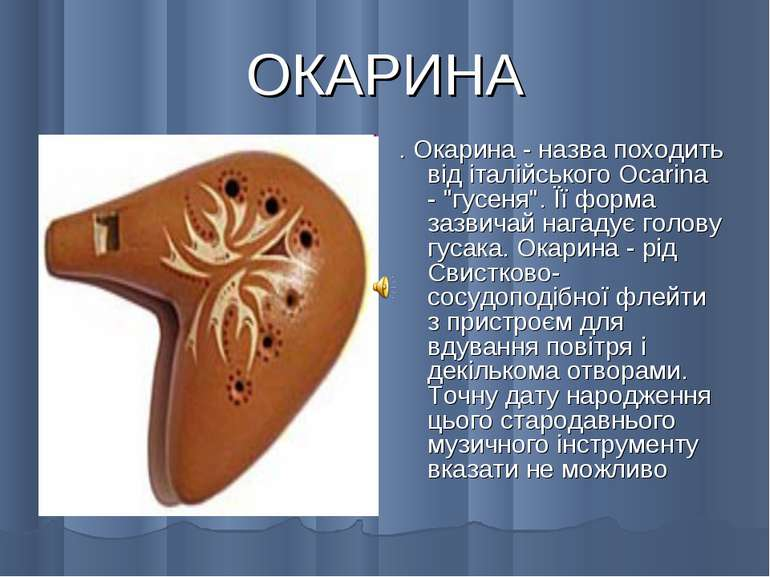 ОКАРИНА
. Окарина - назва походить
від італійського Ocarina
- "гусеня". Її форма
зазвичай нагадує голову
гусака. Окарина - рід
Свистково-
сосудоподібної флейти
з пристроєм для
вдування повітря і
декількома отворами.
Точну дату народження
цього стародавнього
музичного інструменту
вказати не можливо